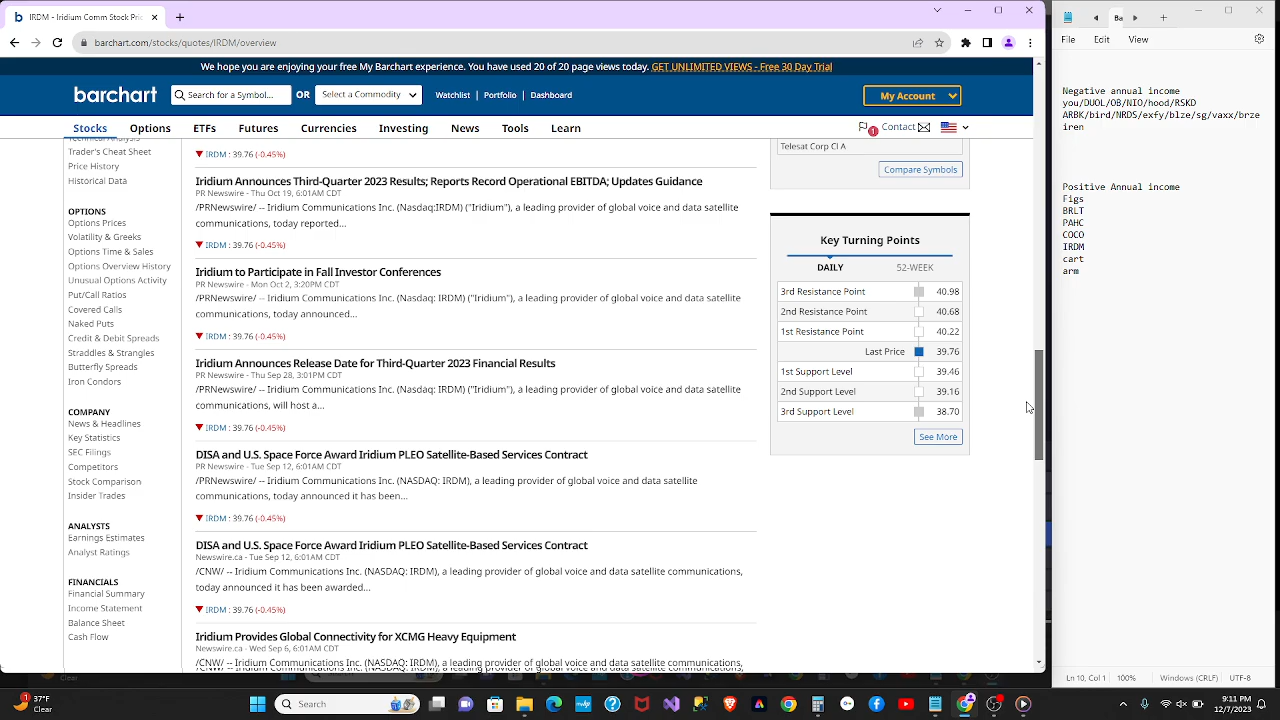 IRDM - Iridium Comm Stock Pric
barchart.com/stocks/quotes/IRDM/overview
We hope you are enjoying your free My Barchart experience. You have used 20 of 20 page views today. GET UNLIMITED VIEWS - Free 30 Day Trial
barchart
Search for a Symbol...
OR
Select a Commodity
Watchlist | Portfolio | Dashboard
My Account
Stocks Options ETFs Futures Currencies Investing News Tools Learn
Contact
Technical Analysis
Trader's Cheat Sheet
Price History
Historical Data
OPTIONS
Options Prices
Volatility & Greeks
Options Time & Sales
Options Overview History
Unusual Options Activity
Put/Call Ratios
Covered Calls
Naked Puts
Credit & Debit Spreads
Straddles & Strangles
Butterfly Spreads
Iron Condors
COMPANY
News & Headlines
Key Statistics
SEC Filings
Competitors
Stock Comparison
Insider Trades
ANALYSTS
Earnings Estimates
Analyst Ratings
FINANCIALS
Financial Summary
Income Statement
Balance Sheet
Cash Flow
IRDM : 39.76 (-0.45%)
Iridium Announces Third-Quarter 2023 Results; Reports Record Operational EBITDA; Updates Guidance
PR Newswire - Thu Oct 19, 6:01AM CDT
/PRNewswire/ -- Iridium Communications Inc. (Nasdaq:IRDM) ("Iridium"), a leading provider of global voice and data satellite
communications, today reported...
IRDM : 39.76 (-0.45%)
Iridium to Participate in Fall Investor Conferences
PR Newswire - Mon Oct 2, 3:20PM CDT
/PRNewswire/ -- Iridium Communications Inc. (Nasdaq: IRDM) ("Iridium"), a leading provider of global voice and data satellite
communications, today announced...
IRDM : 39.76 (-0.45%)
Iridium Announces Release Date for Third-Quarter 2023 Financial Results
PR Newswire - Thu Sep 28, 3:01PM CDT
/PRNewswire/ -- Iridium Communications Inc. (Nasdaq: IRDM) ("Iridium"), a leading provider of global voice and data satellite
communications, will host a...
IRDM : 39.76 (-0.45%)
DISA and U.S. Space Force Award Iridium PLEO Satellite-Based Services Contract
PR Newswire - Tue Sep 12, 6:01AM CDT
/PRNewswire/ -- Iridium Communications Inc. (NASDAQ: IRDM), a leading provider of global voice and data satellite
communications, today announced it has been...
IRDM : 39.76 (-0.45%)
DISA and U.S. Space Force Award Iridium PLEO Satellite-Based Services Contract
Newswire.ca - Tue Sep 12, 6:01AM CDT
/CNW/ -- Iridium Communications Inc. (NASDAQ: IRDM), a leading provider of global voice and data satellite communications,
today announced it has been awarded...
IRDM : 39.76 (-0.45%)
Iridium Provides Global Connectivity for XCMG Heavy Equipment
Newswire.ca - Wed Sep 6, 6:01AM CDT
/CNW/ -- Iridium Communications Inc. (NASDAQ: IRDM), a leading provider of global voice and data satellite communications,
Telesat Corp Cl A
Compare Symbols
Key Turning Points
DAILY 52-WEEK
3rd Resistance Point 40.98
2nd Resistance Point 40.68
1st Resistance Point 40.22
Last Price 39.76
1st Support Level 39.46
2nd Support Level 39.16
3rd Support Level 38.70
See More
Ba
File Edit View
Negative annual income
you/DUOL/OB/NIO/hood/RSKD
ARBK/bird/NRDS/exfy/blze/sg/vaxx/brze
iren
Positive Annual income
Figs
BRLT
PAHC
COCO
IRDM
cart
arm
Ln 10, Col 1 100% Windows (CRLF) UTF-8
Clear
1
37°F
Clear
Search
9:11 PM
12/7/2023